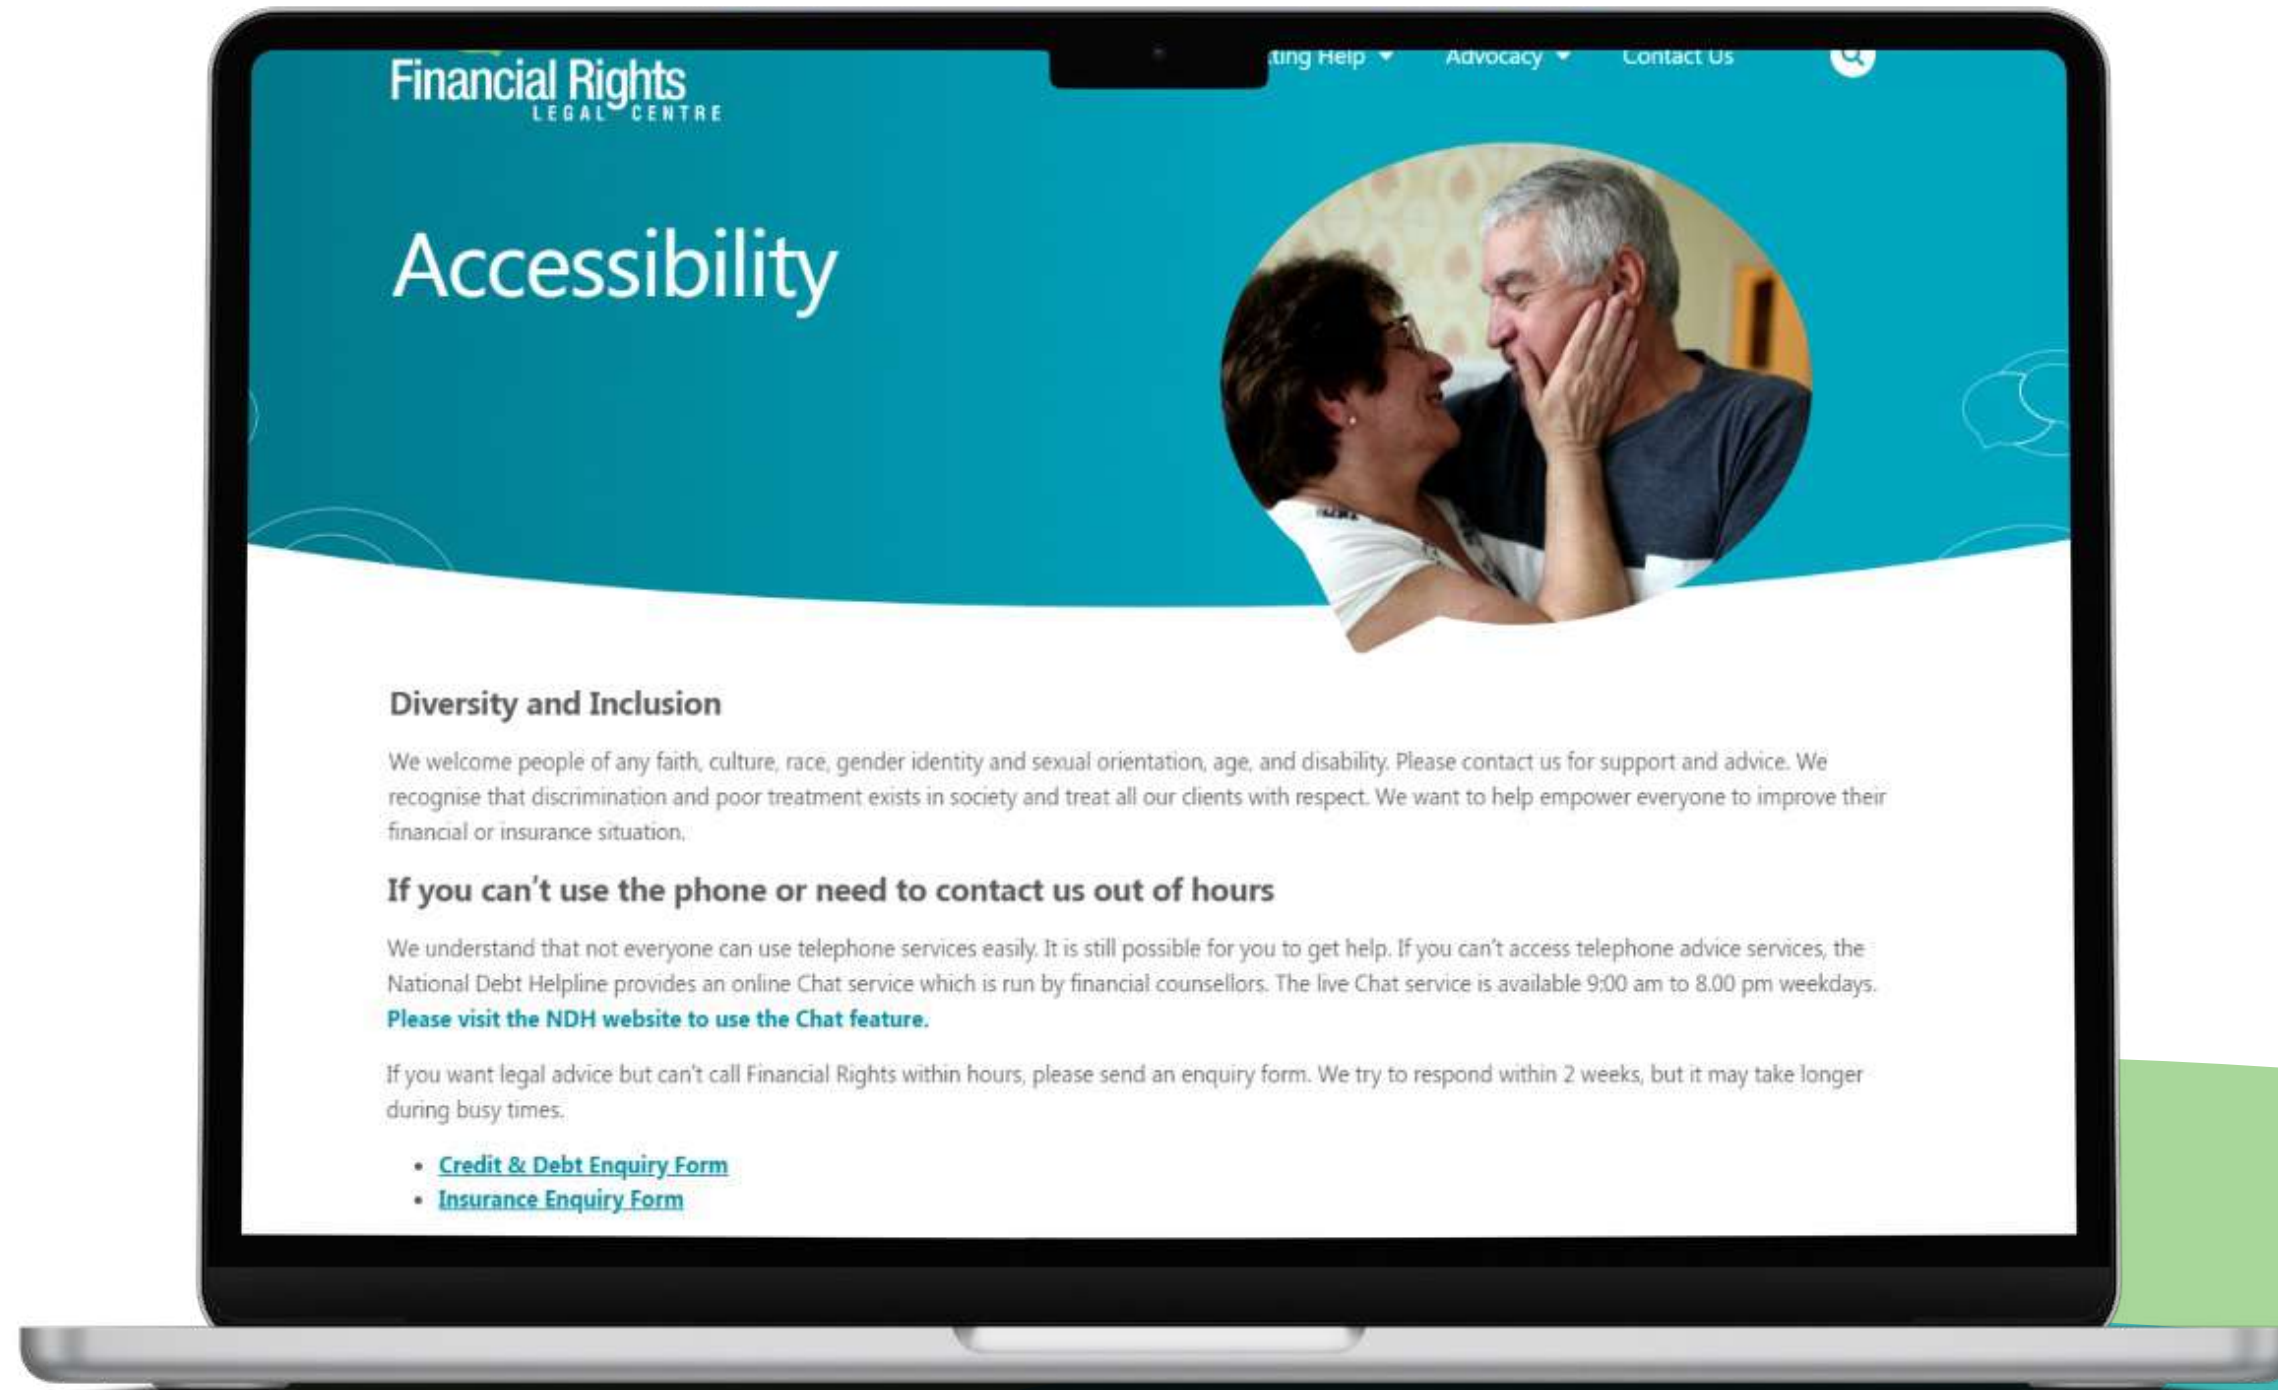 Financial Rights
LEGAL CENTRE
Help
Advocacy
Contact Us
Accessibility
Diversity and Inclusion
We welcome people of any faith, culture, race, gender identity and sexual orientation, age, and disability. Please contact us for support and advice. We
recognise that discrimination and poor treatment exists in society and treat all our clients with respect. We want to help empower everyone to improve their
financial or insurance situation.
If you can't use the phone or need to contact us out of hours
We understand that not everyone can use telephone services easily. It is still possible for you to get help. If you can't access telephone advice services, the
National Debt Helpline provides an online Chat service which is run by financial counsellors. The live Chat service is available 9:00 am to 8.00 pm weekdays.
Please visit the NDH website to use the Chat feature.
If you want legal advice but can't call Financial Rights within hours, please send an enquiry form. We try to respond within 2 weeks, but it may take longer
during busy times.
• Credit & Debt Enquiry Form
• Insurance Enquiry Form